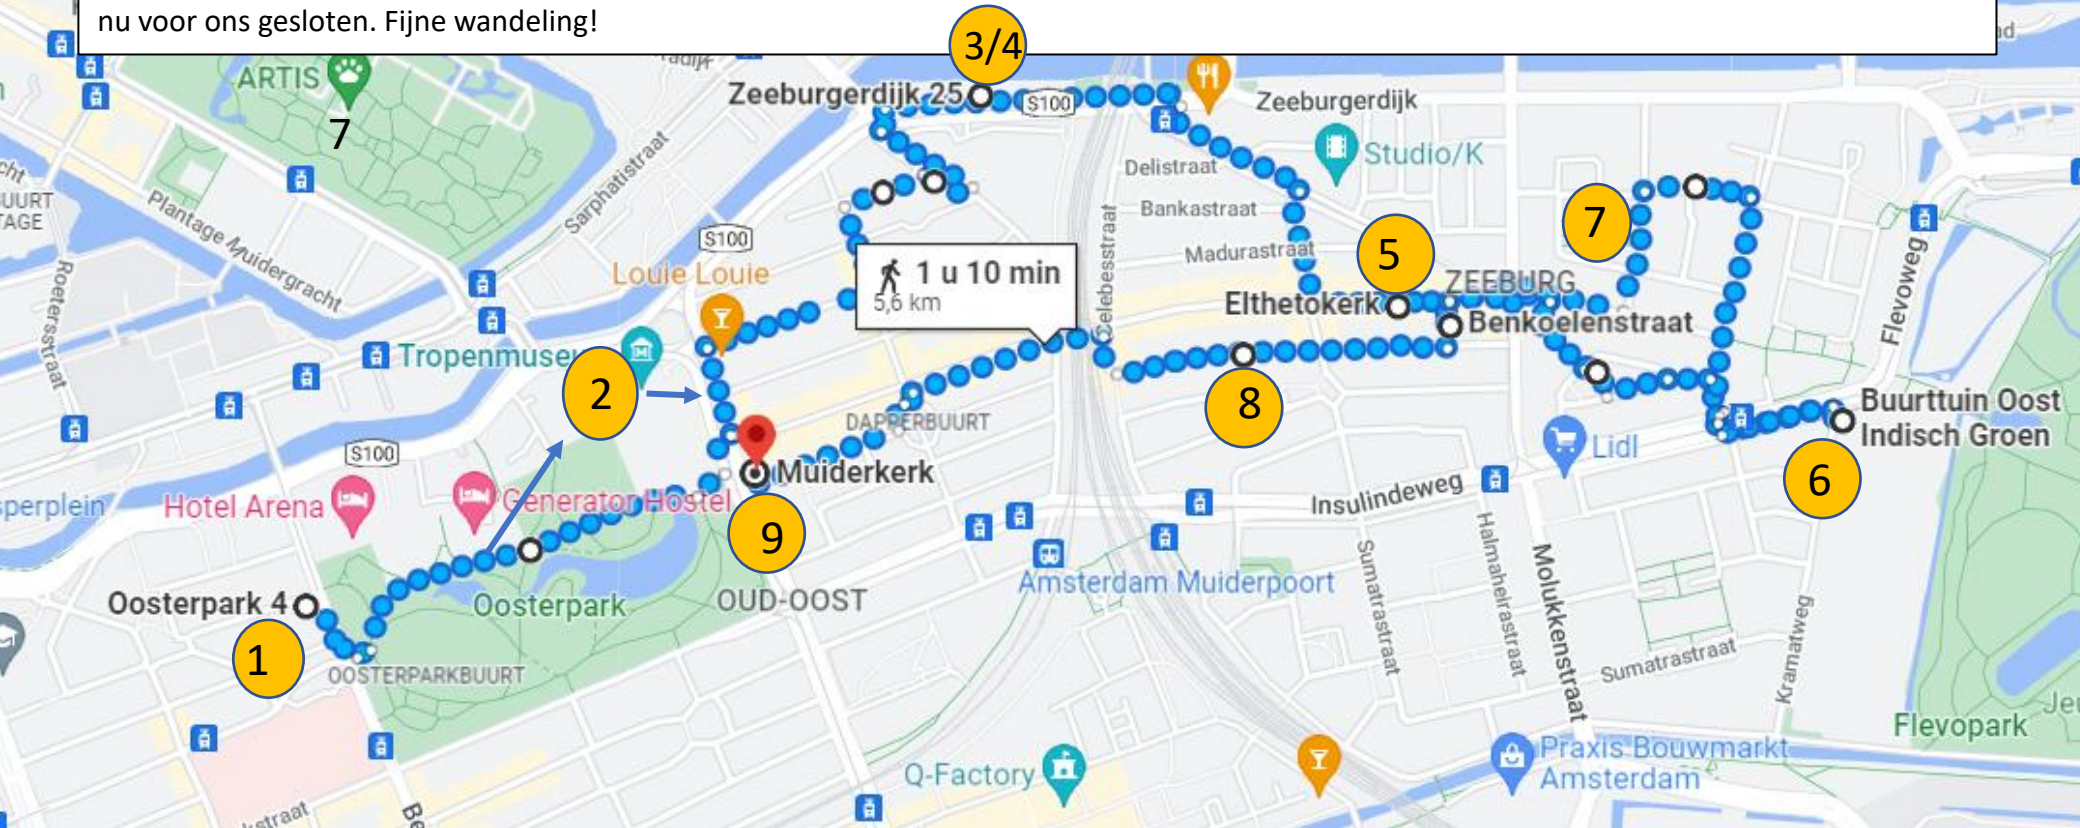 nu voor ons gesloten. Fijne wandeling!
3/4
ARTIS
7
Zeeburgerdijk 25
S100
Zeeburgerdijk
Studio/K
Delistraat
Bankastraat
Madurastraat
Celebesstraat
Sarphatistraat
Plantage Muidergracht
Roetersstraat
S100
Louie Louie
1 u 10 min
5,6 km
5
7
ZEEBURG
Elthetokerk
Benkoelenstraat
Flevoweg
Tropenmuseu
2
DAPPERBUURT
8
Buurttuin Oost
Indisch Groen
Lidl
6
S100
Muiderkerk
Hotel Arena
Generator Hostel
9
Insulindeweg
Amsterdam Muiderpoort
Oosterpark 4
Oosterpark
OUD-OOST
1
OOSTERPARKBUURT
Sumatrastraat
Halmaheirastraat
Molukkenstraat
Sumatrastraat
Kramatweg
Flevopark
Q-Factory
Praxis Bouwmarkt
Amsterdam